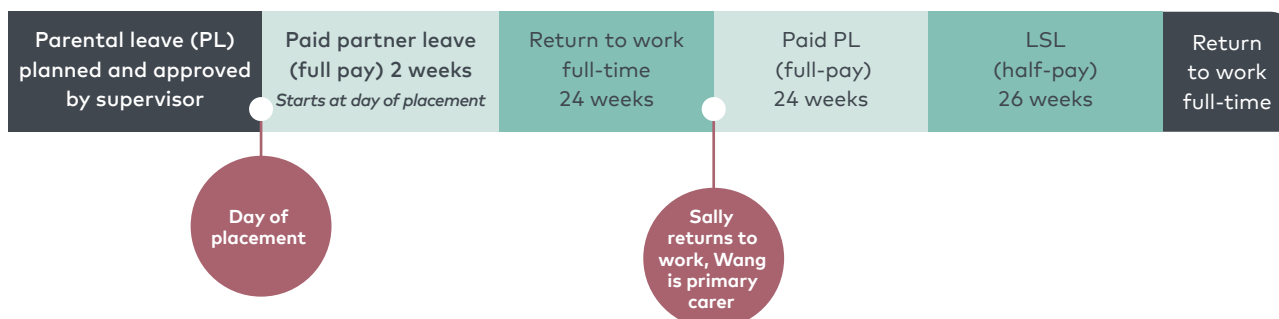 Parental leave (PL)
planned and approved
by supervisor
Paid partner leave
(full pay) 2 weeks
Starts at day of placement
Return to work
full-time
24 weeks
Paid PL
(full-pay)
24 weeks
LSL
(half-pay)
26 weeks
Return
to work
full-time
Day of
placement
Sally
returns to
work, Wang
is primary
carer